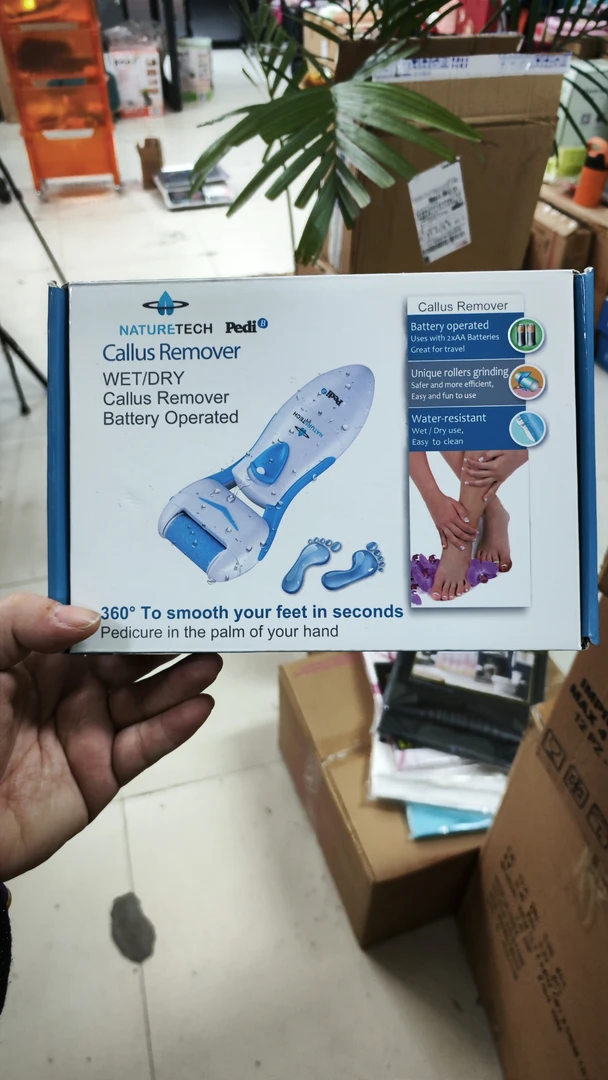 NATURETECH Pedi B
Callus Remover
WET/DRY
Callus Remover
Battery Operated
Pedi B
NATURETECH
360° To smooth your feet in seconds
Pedicure in the palm of your hand
Callus Remover
Battery operated
Uses with 2xAA Batteries
Great for travel
Unique rollers grinding
Safer and more efficient,
Easy and fun to use
Water-resistant
Wet / Dry use,
Easy to clean